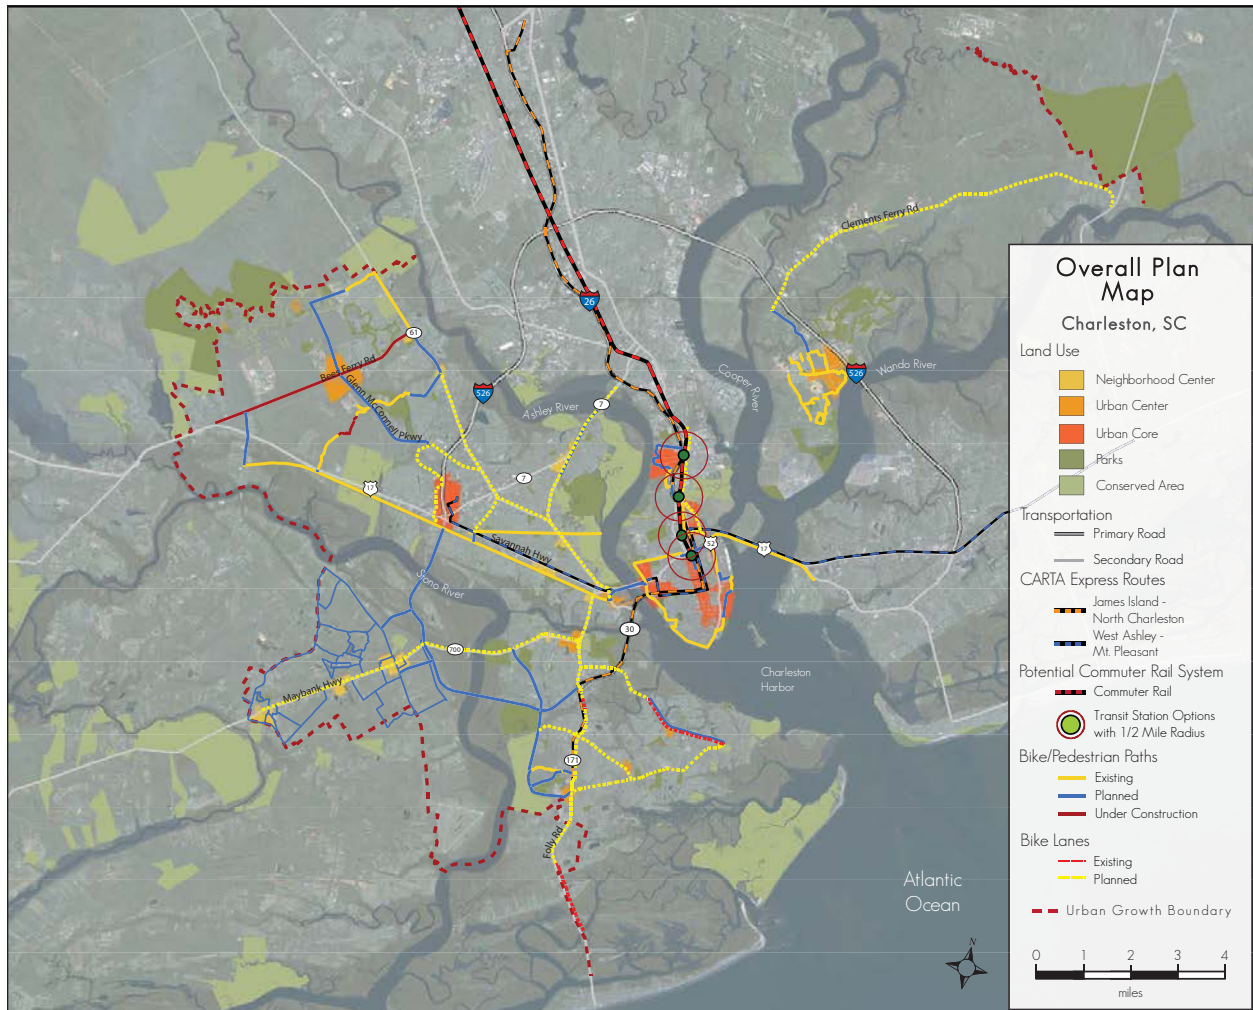 Clements Ferry Rd
26
61
Bees Ferry Rd
Glenn McConnell Pkwy
526
Ashley River
7
Cooper River
526
Wando River
17
7
Savannah Hwy
52
17
Stono River
30
700
Maybank Hwy
171
Folly Rd
Charleston
Harbor
Atlantic
Ocean
N
Overall Plan
Map
Charleston, SC
Land Use
Neighborhood Center
Urban Center
Urban Core
Parks
Conserved Area
Transportation
Primary Road
Secondary Road
CARTA Express Routes
James Island -
North Charleston
West Ashley -
Mt. Pleasant
Potential Commuter Rail System
Commuter Rail
Transit Station Options
with 1/2 Mile Radius
Bike/Pedestrian Paths
Existing
Planned
Under Construction
Bike Lanes
Existing
Planned
Urban Growth Boundary
0 1 2 3 4
miles